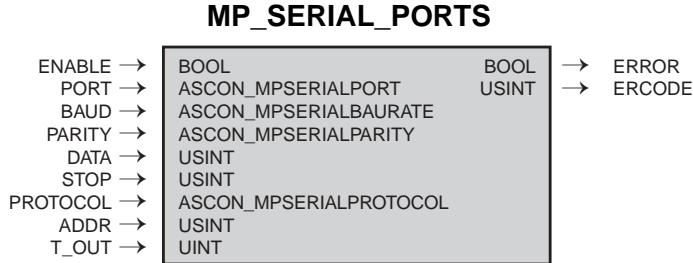 MP_SERIAL_PORTS
ENABLE → BOOL BOOL → ERROR
PORT → ASCON_MPSERIALPORT USINT → ERCODE
BAUD → ASCON_MPSERIALBAURATE
PARITY → ASCON_MPSERIALPARITY
DATA → USINT
STOP → USINT
PROTOCOL → ASCON_MPSERIALPROTOCOL
ADDR → USINT
T_OUT → UINT